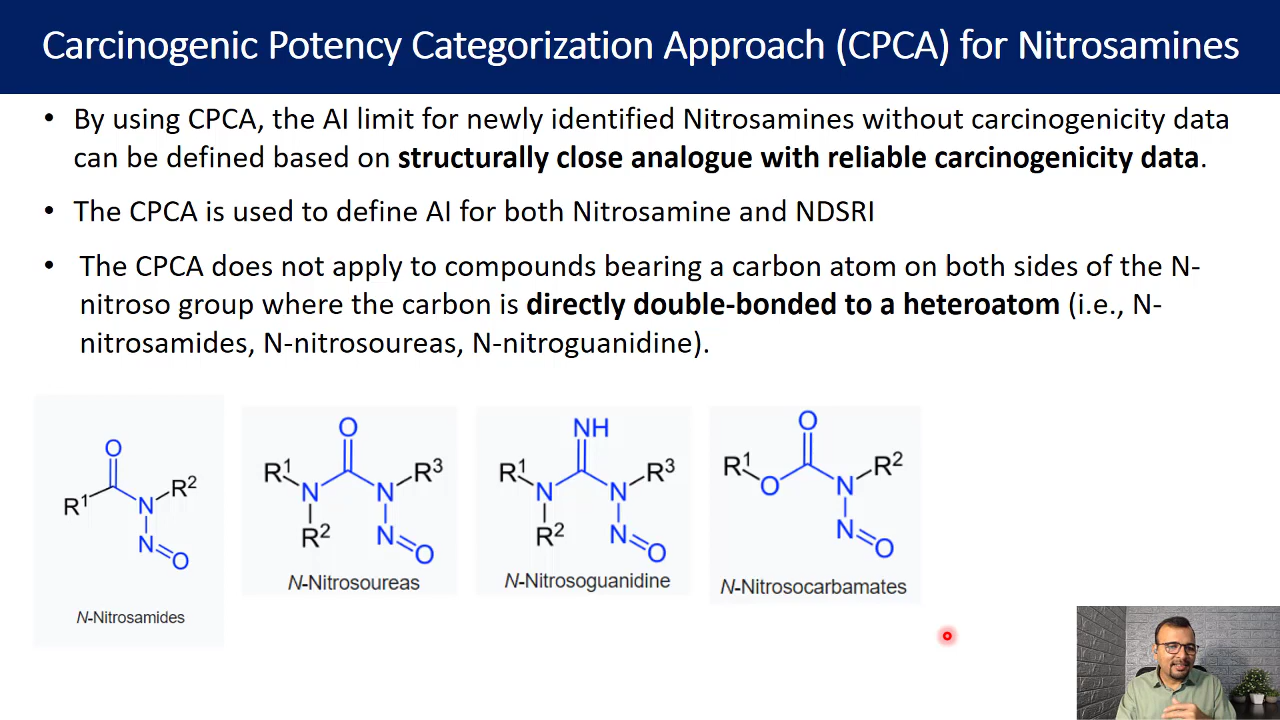 Carcinogenic Potency Categorization Approach (CPCA) for Nitrosamines
• By using CPCA, the AI limit for newly identified Nitrosamines without carcinogenicity data
can be defined based on structurally close analogue with reliable carcinogenicity data.
• The CPCA is used to define AI for both Nitrosamine and NDSRI
• The CPCA does not apply to compounds bearing a carbon atom on both sides of the N-
nitroso group where the carbon is directly double-bonded to a heteroatom (i.e., N-
nitrosamides, N-nitrosoureas, N-nitroguanidine).
O
R¹ N R²
N O
N-Nitrosamides
O
R¹ N N R³
R² N O
N-Nitrosoureas
NH
R¹ N N R³
R² N O
N-Nitrosoguanidine
O
R¹ O N R²
N O
N-Nitrosocarbamates